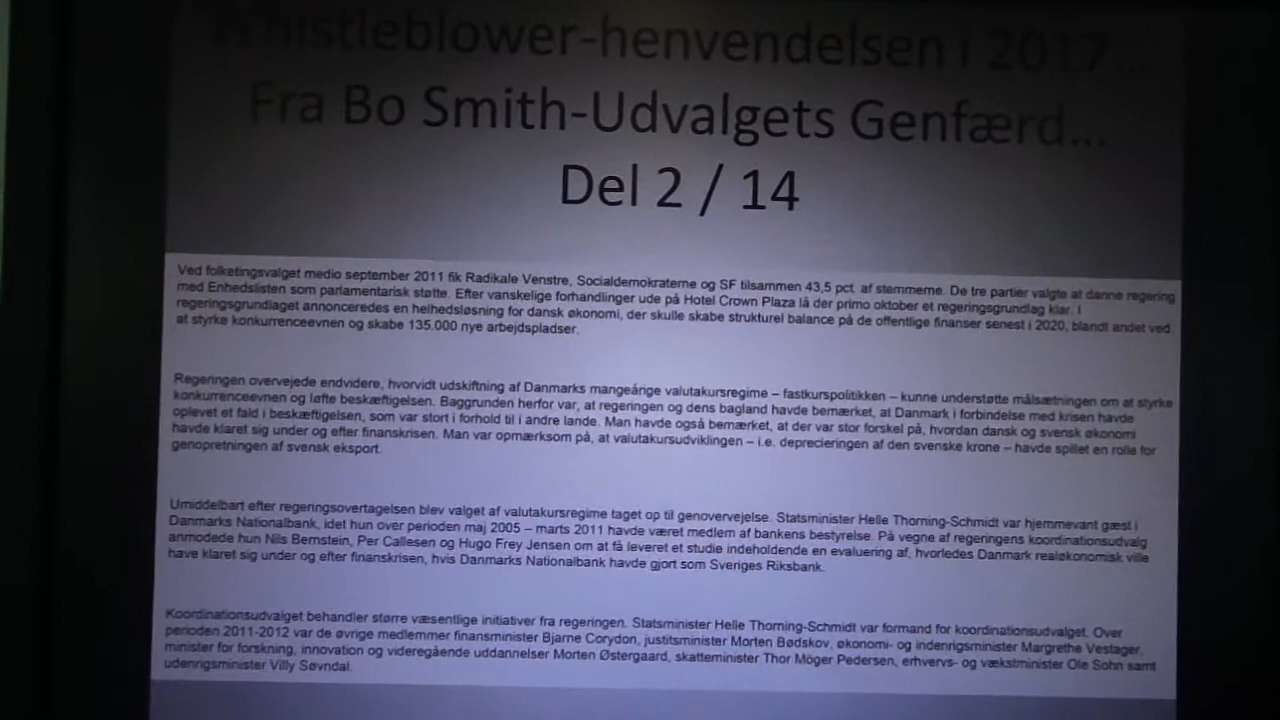 Whistleblower-henvendelsen i 2017...
Fra Bo Smith-Udvalgets Genfærd...
Del 2 / 14
Ved folketingsvalget medio september 2011 fik Radikale Venstre, Socialdemokraterne og SF tilsammen 43,5 pct. af stemmerne. De tre partier valgte at danne regering
med Enhedslisten som parlamentarisk støtte. Efter vanskelige forhandlinger ude på Hotel Crown Plaza lå der primo oktober et regeringsgrundlag klar. I
regeringsgrundlaget annonceredes en helhedsløsning for dansk økonomi, der skulle skabe strukturel balance på de offentlige finanser senest i 2020, blandt andet ved
at styrke konkurrenceevnen og skabe 135.000 nye arbejdspladser.
Regeringen overvejede endvidere, hvorvidt udskiftning af Danmarks mangeårige valutakursregime – fastkurspolitikken – kunne understøtte målsætningen om at styrke
konkurrenceevnen og løfte beskæftigelsen. Baggrunden herfor var, at regeringen og dens bagland havde bemærket, at Danmark i forbindelse med krisen havde
oplevet et fald i beskæftigelsen, som var stort i forhold til i andre lande. Man havde også bemærket, at der var stor forskel på, hvordan dansk og svensk økonomi
havde klaret sig under og efter finanskrisen. Man var opmærksom på, at valutakursudviklingen – i.e. deprecieringen af den svenske krone – havde spillet en rolle for
genopretningen af svensk eksport.
Umiddelbart efter regeringsovertagelsen blev valget af valutakursregime taget op til genovervejelse. Statsminister Helle Thorning-Schmidt var hjemmevant gæst i
Danmarks Nationalbank, idet hun over perioden maj 2005 – marts 2011 havde været medlem af bankens bestyrelse. På vegne af regeringens koordinationsudvalg
anmodede hun Nils Bernstein, Per Callesen og Hugo Frey Jensen om at få leveret et studie indeholdende en evaluering af, hvorledes Danmark realøkonomisk ville
have klaret sig under og efter finanskrisen, hvis Danmarks Nationalbank havde gjort som Sveriges Riksbank.
Koordinationsudvalget behandler større væsentlige initiativer fra regeringen. Statsminister Helle Thorning-Schmidt var formand for koordinationsudvalget. Over
perioden 2011-2012 var de øvrige medlemmer finansminister Bjarne Corydon, justitsminister Morten Bødskov, økonomi- og indenrigsminister Margrethe Vestager,
minister for forskning, innovation og videregående uddannelser Morten Østergaard, skatteminister Thor Möger Pedersen, erhvervs- og vækstminister Ole Sohn samt
udenrigsminister Villy Søvndal.